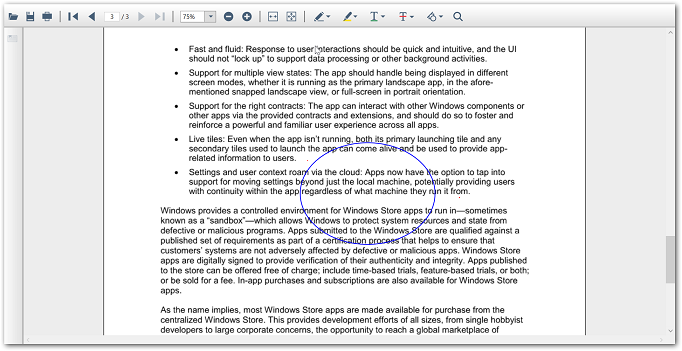 3 / 3
75%
• Fast and fluid: Response to user interactions should be quick and intuitive, and the UI
should not “lock up” to support data processing or other background activities.
• Support for multiple view states: The app should handle being displayed in different
screen modes, whether it is running as the primary landscape app, in the afore-
mentioned snapped landscape view, or full-screen in portrait orientation.
• Support for the right contracts: The app can interact with other Windows components or
other apps via the provided contracts and extensions, and should do so to foster and
reinforce a powerful and familiar user experience across all apps.
• Live tiles: Even when the app isn’t running, both its primary launching tile and any
secondary tiles used to launch the app can come alive and be used to provide app-
related information to users.
• Settings and user context roam via the cloud: Apps now have the option to tap into
support for moving settings beyond just the local machine, potentially providing users
with continuity within the app regardless of what machine they run it from.
Windows provides a controlled environment for Windows Store apps to run in—sometimes
known as a “sandbox”—which allows Windows to protect system resources and state from
defective or malicious programs. Apps submitted to the Windows Store are qualified against a
published set of requirements as part of a certification process that helps to ensure that
customers’ systems are not adversely affected by defective or malicious apps. Windows Store
apps are digitally signed to provide verification of their authenticity and integrity. Apps published
to the store can be offered free of charge; include time-based trials, feature-based trials, or both;
or be sold for a fee. In-app purchases and subscriptions are also available for Windows Store
apps.
As the name implies, most Windows Store apps are made available for purchase from the
centralized Windows Store. This provides development efforts of all sizes, from single hobbyist
developers to large corporate concerns, the opportunity to reach a global marketplace of